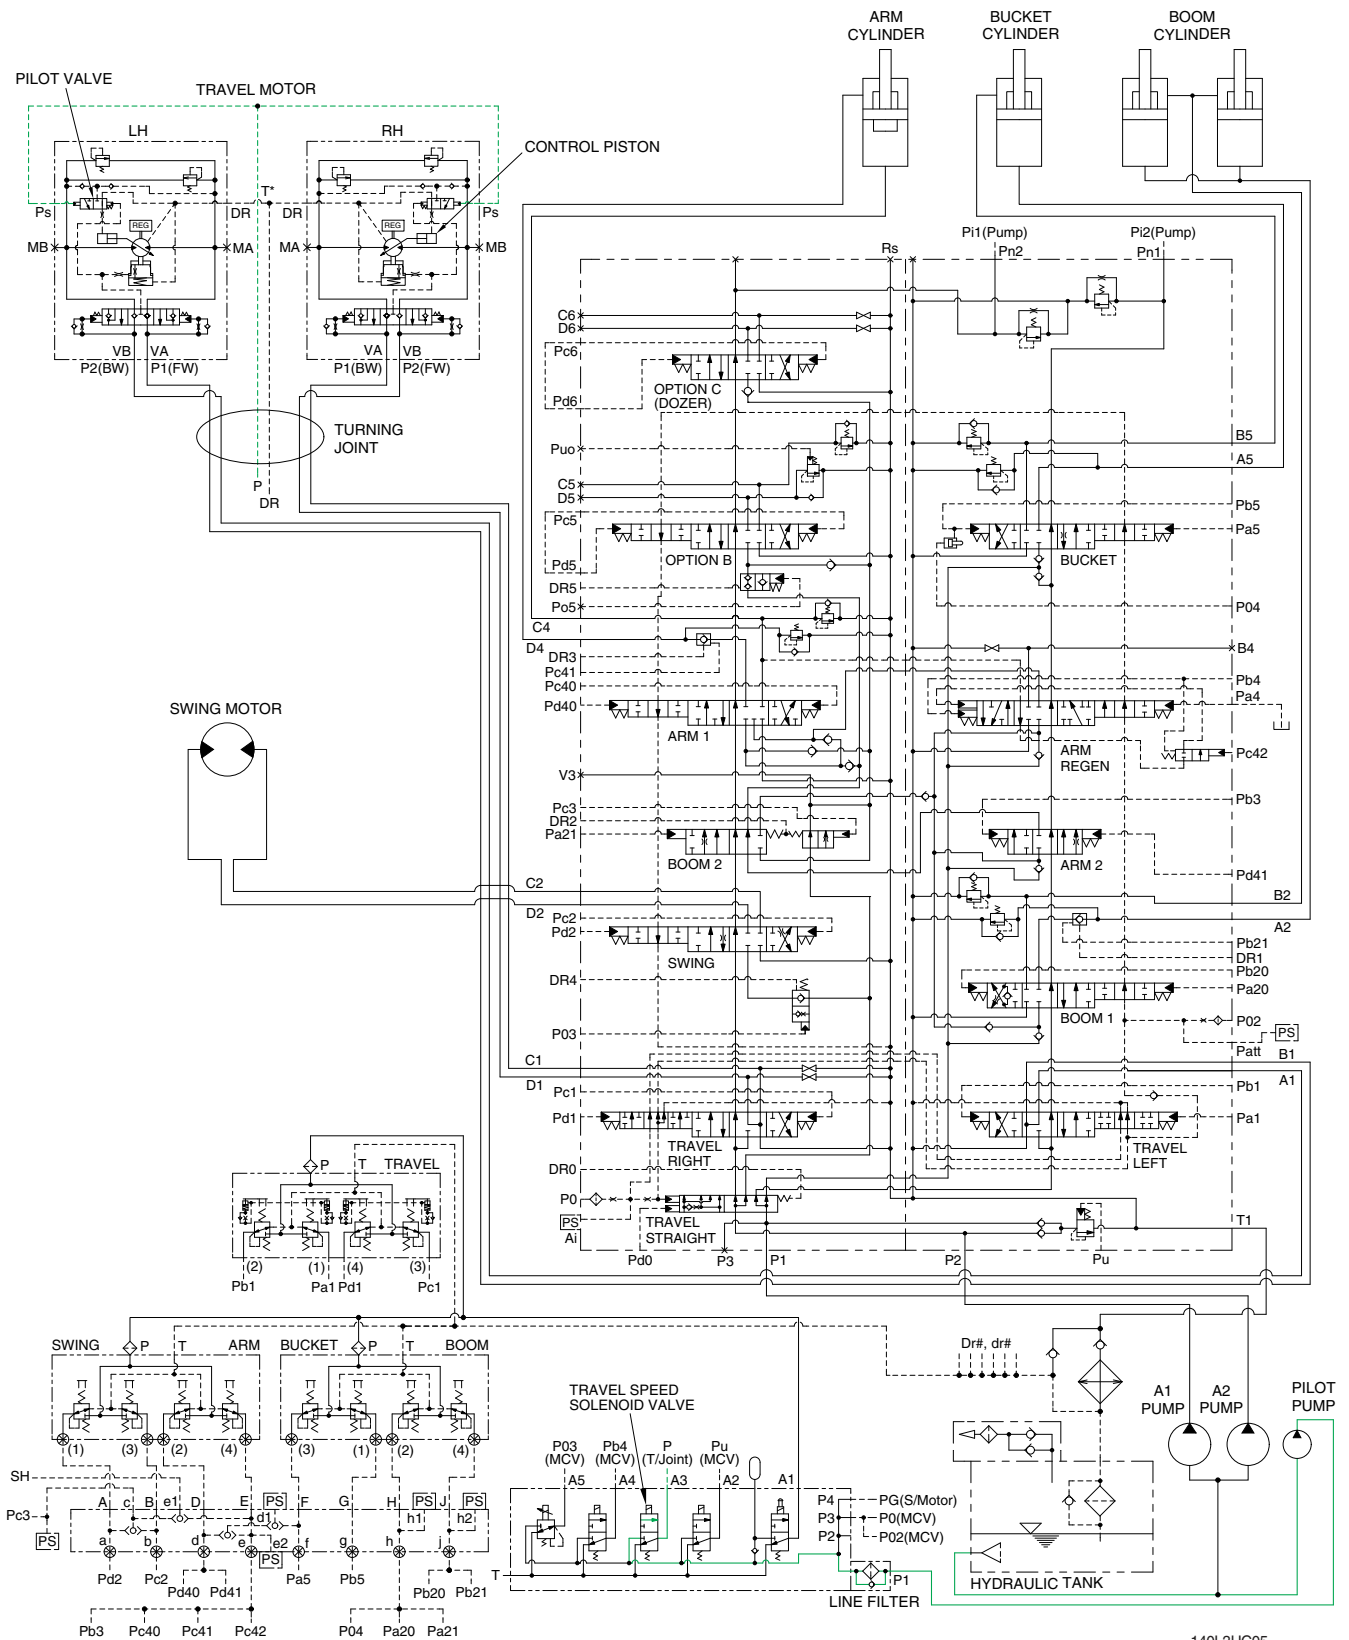 ARM
CYLINDER
BUCKET
CYLINDER
BOOM
CYLINDER
PILOT VALVE
TRAVEL MOTOR
LH
RH
CONTROL PISTON
T*
Ps
DR
DR
Ps
REG
REG
MB
MA
MA
MB
VB
VA
VA
VB
P2(BW)
P1(FW)
P1(BW)
P2(FW)
TURNING
JOINT
P
DR
Rs
Pi1(Pump)
Pn2
Pi2(Pump)
Pn1
C6
D6
Pc6
OPTION C
(DOZER)
Pd6
Puo
C5
D5
Pc5
OPTION B
Pd5
DR5
Po5
B5
A5
Pb5
Pa5
BUCKET
P04
C4
D4
DR3
Pc41
Pc40
Pd40
ARM 1
B4
Pb4
Pa4
ARM
REGEN
Pc42
SWING MOTOR
V3
Pc3
DR2
Pa21
BOOM 2
Pb3
ARM 2
Pd41
C2
D2
Pc2
Pd2
SWING
B2
A2
Pb21
DR1
Pb20
Pa20
BOOM 1
DR4
P03
P02
PS
Patt
C1
D1
B1
A1
Pc1
Pd1
TRAVEL
RIGHT
Pb1
Pa1
TRAVEL
LEFT
DR0
P0
PS
Ai
TRAVEL
STRAIGHT
Pd0
P3
P1
P2
Pu
T1
P
T
TRAVEL
(2)
(1)
(4)
(3)
Pb1
Pa1
Pd1
Pc1
SWING
P
T
ARM
BUCKET
P
T
BOOM
(1)
(3)
(2)
(4)
(3)
(1)
(2)
(4)
SH
Pc3
PS
A
c
B
e1
D
E
PS
d1
F
G
H
PS
h1
J
PS
h2
a
b
d
e
e2
PS
f
g
h
j
Pd2
Pc2
Pd40
Pd41
Pa5
Pb5
Pb20
Pb21
Pb3
Pc40
Pc41
Pc42
P04
Pa20
Pa21
TRAVEL SPEED
SOLENOID VALVE
P03
(MCV)
Pb4
(MCV)
P
(T/Joint)
Pu
(MCV)
A5
A4
A3
A2
A1
T
P4
PG(S/Motor)
P3
P0(MCV)
P2
P02(MCV)
P1
LINE FILTER
Dr#, dr#
A1
PUMP
A2
PUMP
PILOT
PUMP
HYDRAULIC TANK